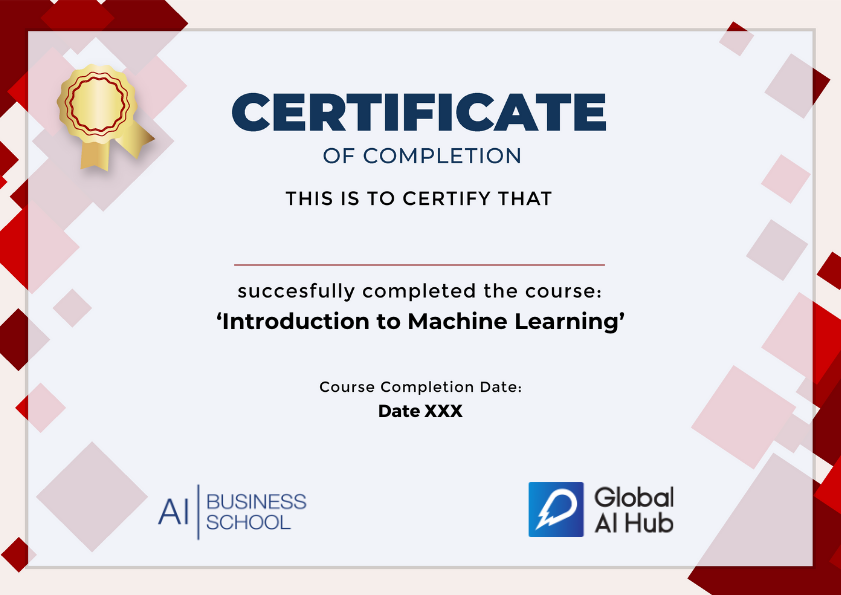 CERTIFICATE
OF COMPLETION
THIS IS TO CERTIFY THAT
succesfully completed the course:
‘Introduction to Machine Learning’
Course Completion Date:
Date XXX
AI BUSINESS
SCHOOL
Global
AI Hub